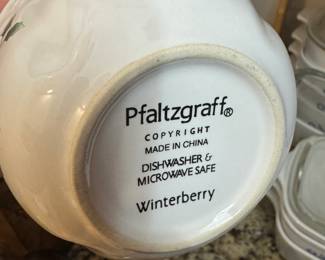 Pfaltzgraff®
COPYRIGHT
MADE IN CHINA
DISHWASHER &
MICROWAVE SAFE
Winterberry